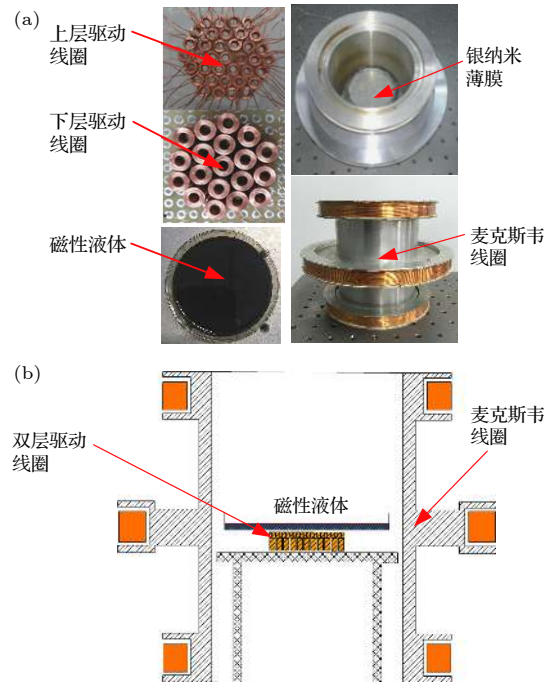 (a)
上层驱动
线圈
银纳米
薄膜
下层驱动
线圈
磁性液体
麦克斯韦
线圈
(b)
双层驱动
线圈
麦克斯韦
线圈
磁性液体